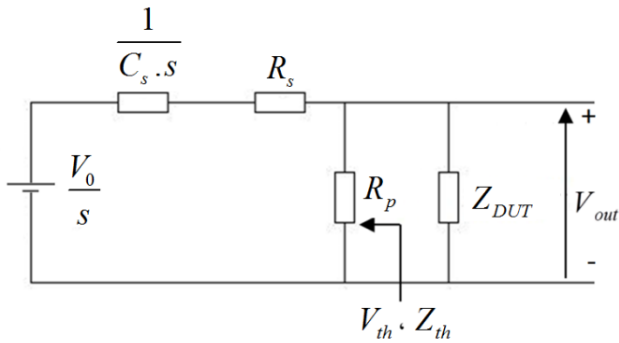 1
C_s . s
R_s
V_0
s
R_p
Z_DUT
+
V_out
-
V_th ، Z_th